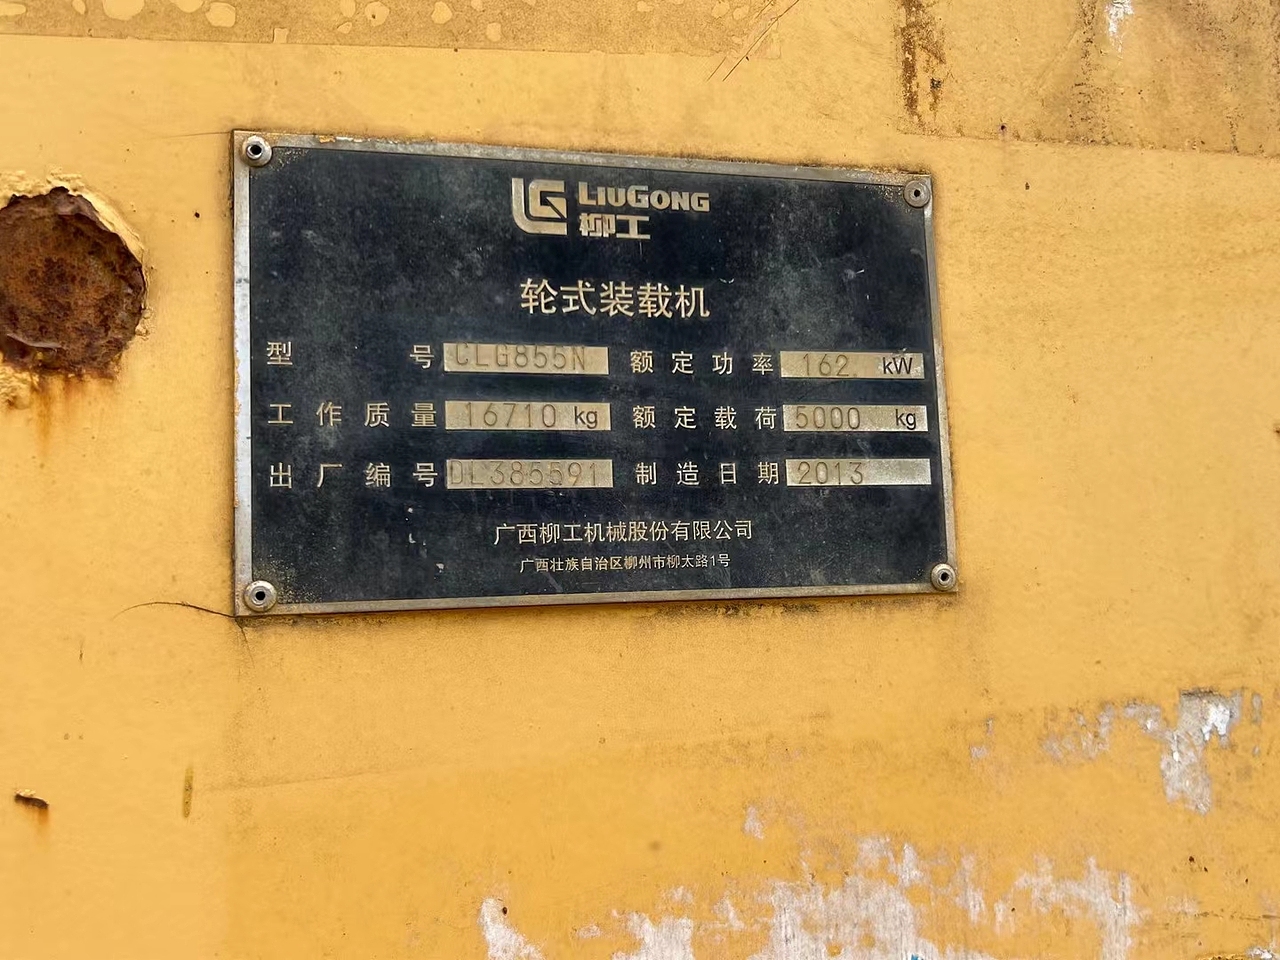 LG LIUGONG
柳工
轮式装载机
型号 CLG855N 额定功率 162. kW
工作质量 16710 kg 额定载荷 5000 kg
出厂编号 DL385591 制造日期 2013
广西柳工机械股份有限公司
广西壮族自治区柳州市柳太路1号